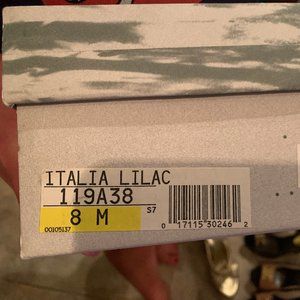 ITALIA LILAC
119A38
8 M
S7
00105137
0 17115 30246 2